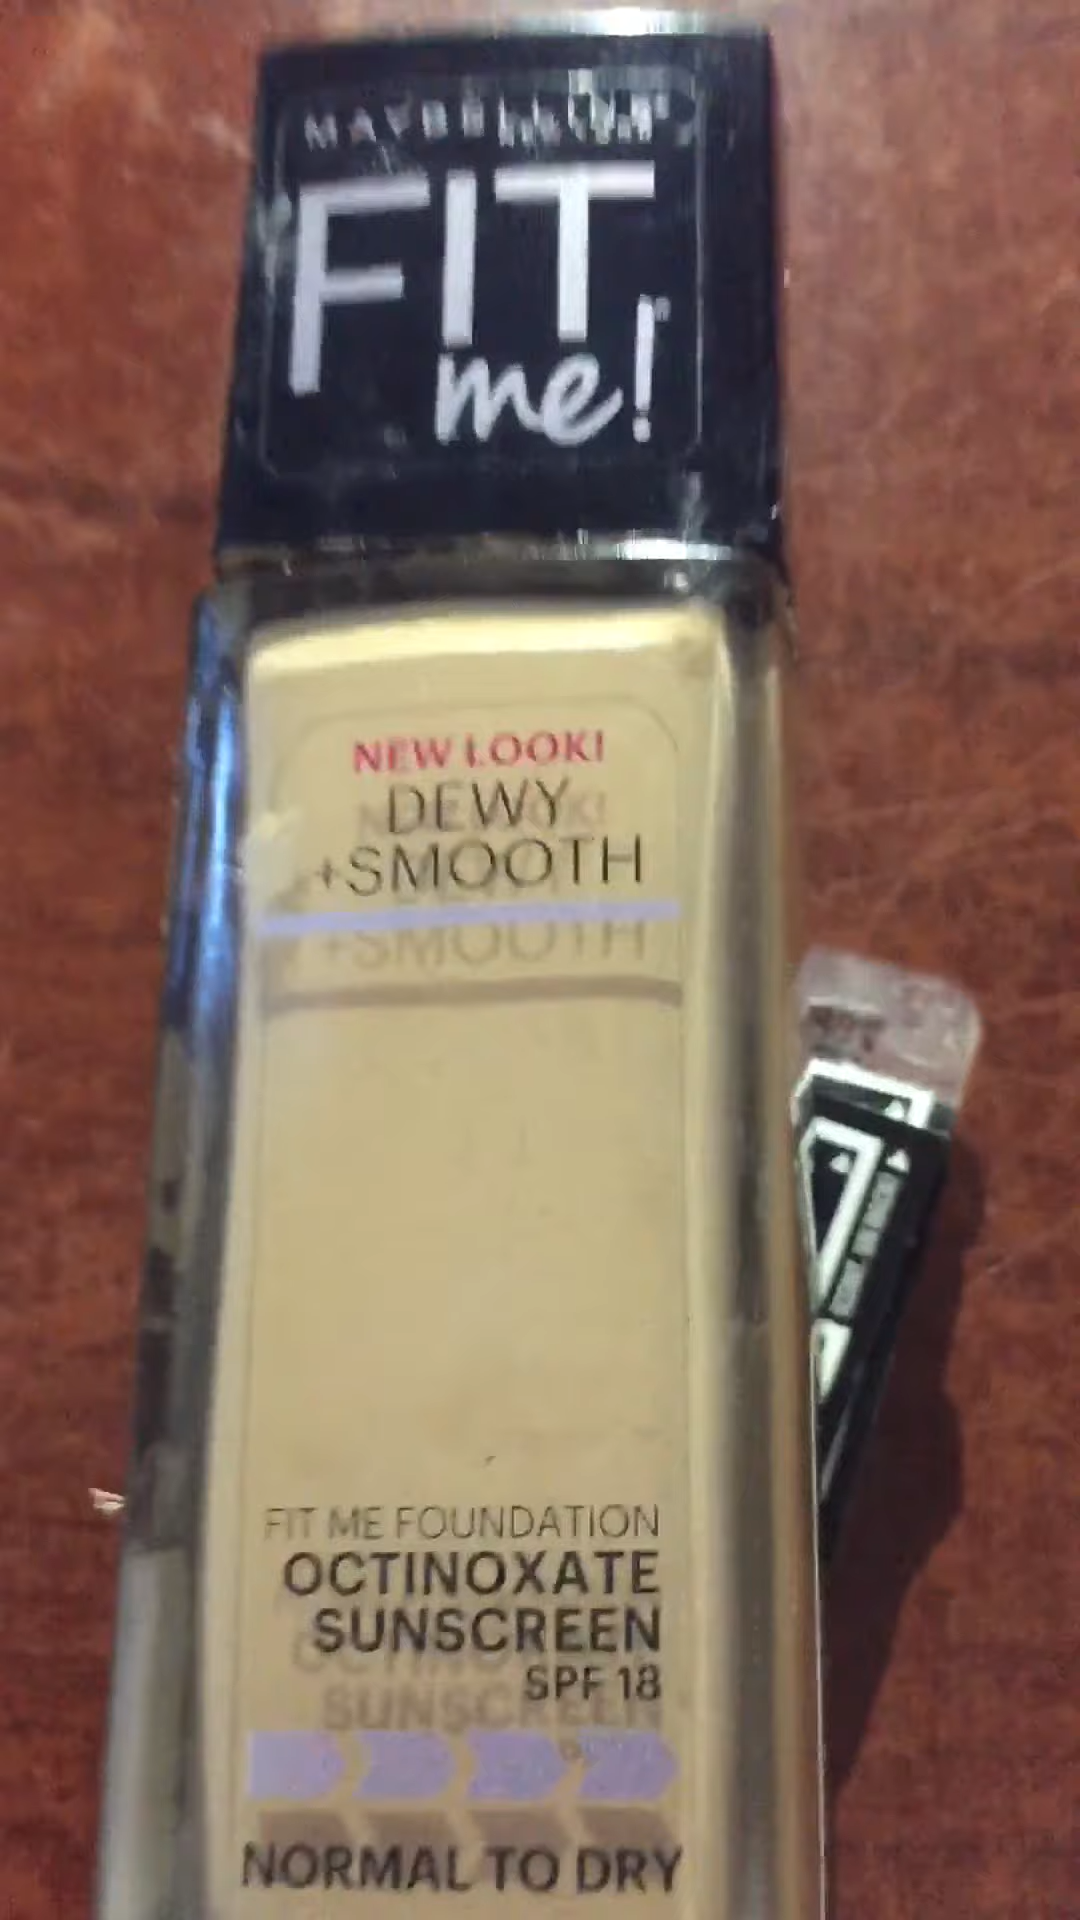 MAYBELLINE
FIT
me!
NEW LOOK!
DEWY
+SMOOTH
FIT ME FOUNDATION
OCTINOXATE
SUNSCREEN
SPF 18
NORMAL TO DRY